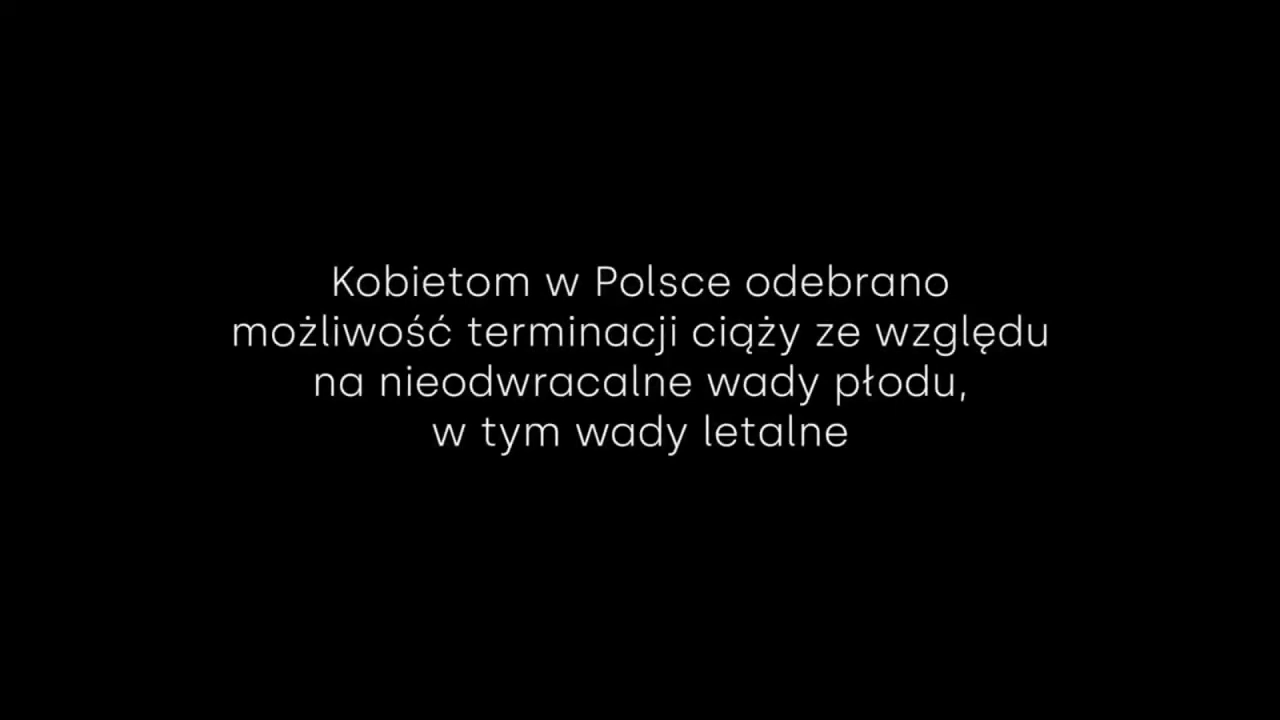 Kobietom w Polsce odebrano
możliwość terminacji ciąży ze względu
na nieodwracalne wady płodu,
w tym wady letalne